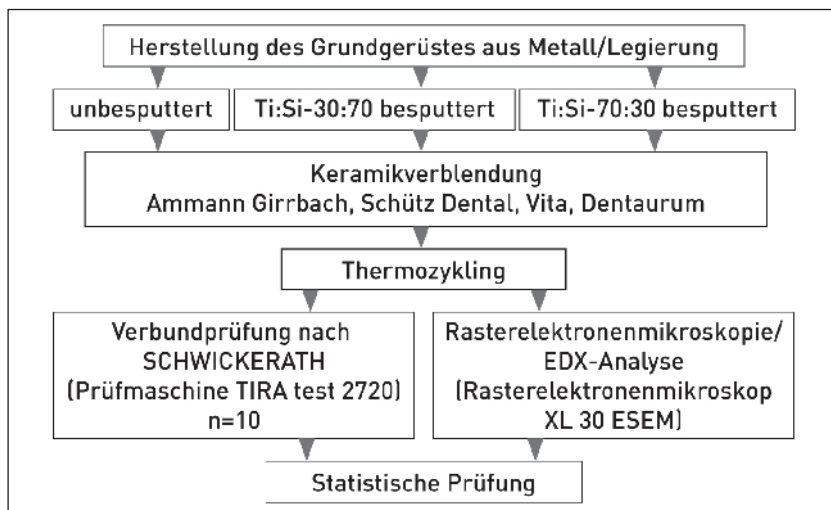 Herstellung des Grundgerüstes aus Metall/Legierung
unbesputtert
Ti:Si-30:70 besputtert
Ti:Si-70:30 besputtert
Keramikverblendung
Ammann Girrbach, Schütz Dental, Vita, Dentaurum
Thermozykling
Verbundprüfung nach
SCHWICKERATH
(Prüfmaschine TIRA test 2720)
n=10
Rasterelektronenmikroskopie/
EDX-Analyse
(Rasterelektronenmikroskop
XL 30 ESEM)
Statistische Prüfung